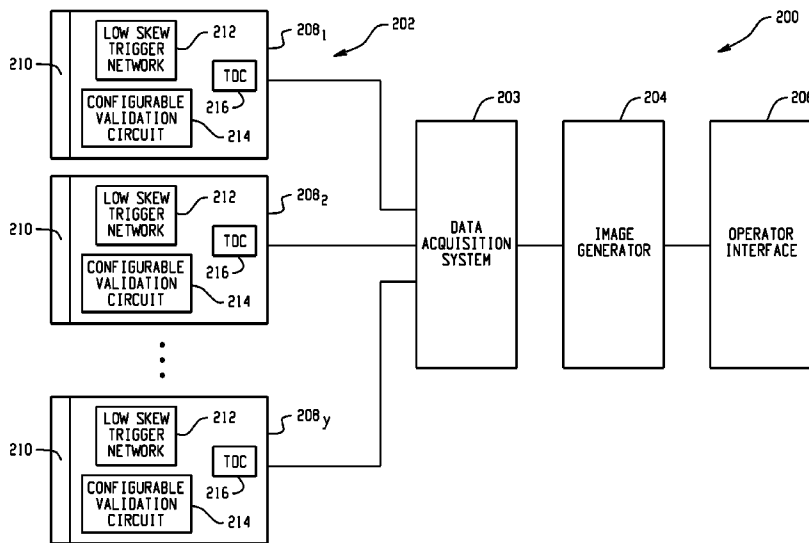 LOW SKEW
TRIGGER
NETWORK
212
208₁
202
200
210
TDC
216
CONFIGURABLE
VALIDATION
CIRCUIT
214
203
204
206
LOW SKEW
TRIGGER
NETWORK
212
208₂
210
TDC
216
CONFIGURABLE
VALIDATION
CIRCUIT
214
DATA
ACQUISITION
SYSTEM
IMAGE
GENERATOR
OPERATOR
INTERFACE
LOW SKEW
TRIGGER
NETWORK
212
208y
210
TDC
216
CONFIGURABLE
VALIDATION
CIRCUIT
214